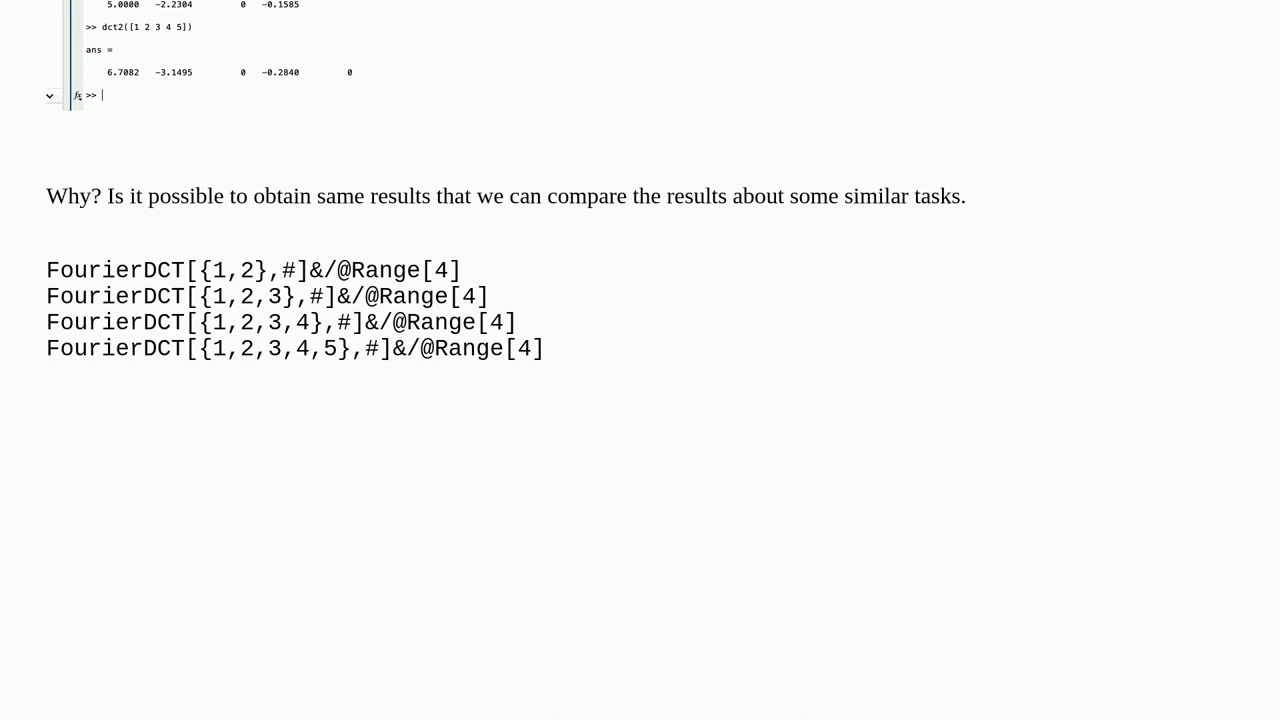 5.0000 -2.2304 0 -0.1585
>> dct2([1 2 3 4 5])
ans =
6.7082 -3.1495 0 -0.2840 0
fx >>
Why? Is it possible to obtain same results that we can compare the results about some similar tasks.
FourierDCT[{1,2},#]&/@Range[4]
FourierDCT[{1,2,3},#]&/@Range[4]
FourierDCT[{1,2,3,4},#]&/@Range[4]
FourierDCT[{1,2,3,4,5},#]&/@Range[4]